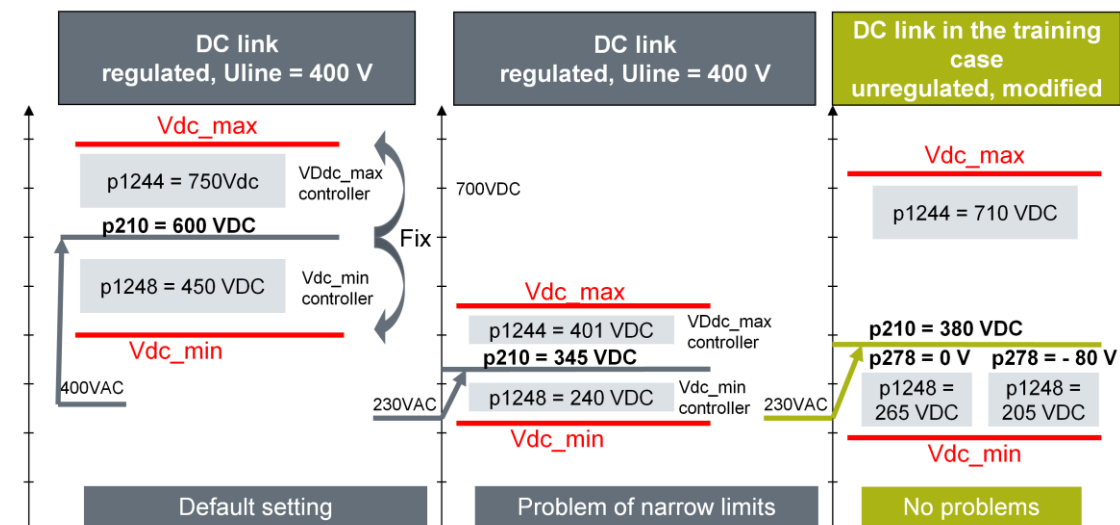 DC link
regulated, Uline = 400 V
Vdc_max
p1244 = 750Vdc
VDdc_max
controller
p210 = 600 VDC
Fix
p1248 = 450 VDC
Vdc_min
controller
Vdc_min
400VAC
Default setting
DC link
regulated, Uline = 400 V
700VDC
Vdc_max
p1244 = 401 VDC
VDdc_max
controller
p210 = 345 VDC
230VAC
p1248 = 240 VDC
Vdc_min
controller
Vdc_min
Problem of narrow limits
DC link in the training
case
unregulated, modified
Vdc_max
p1244 = 710 VDC
p210 = 380 VDC
p278 = 0 V
p278 = - 80 V
230VAC
p1248 =
265 VDC
p1248 =
205 VDC
Vdc_min
No problems